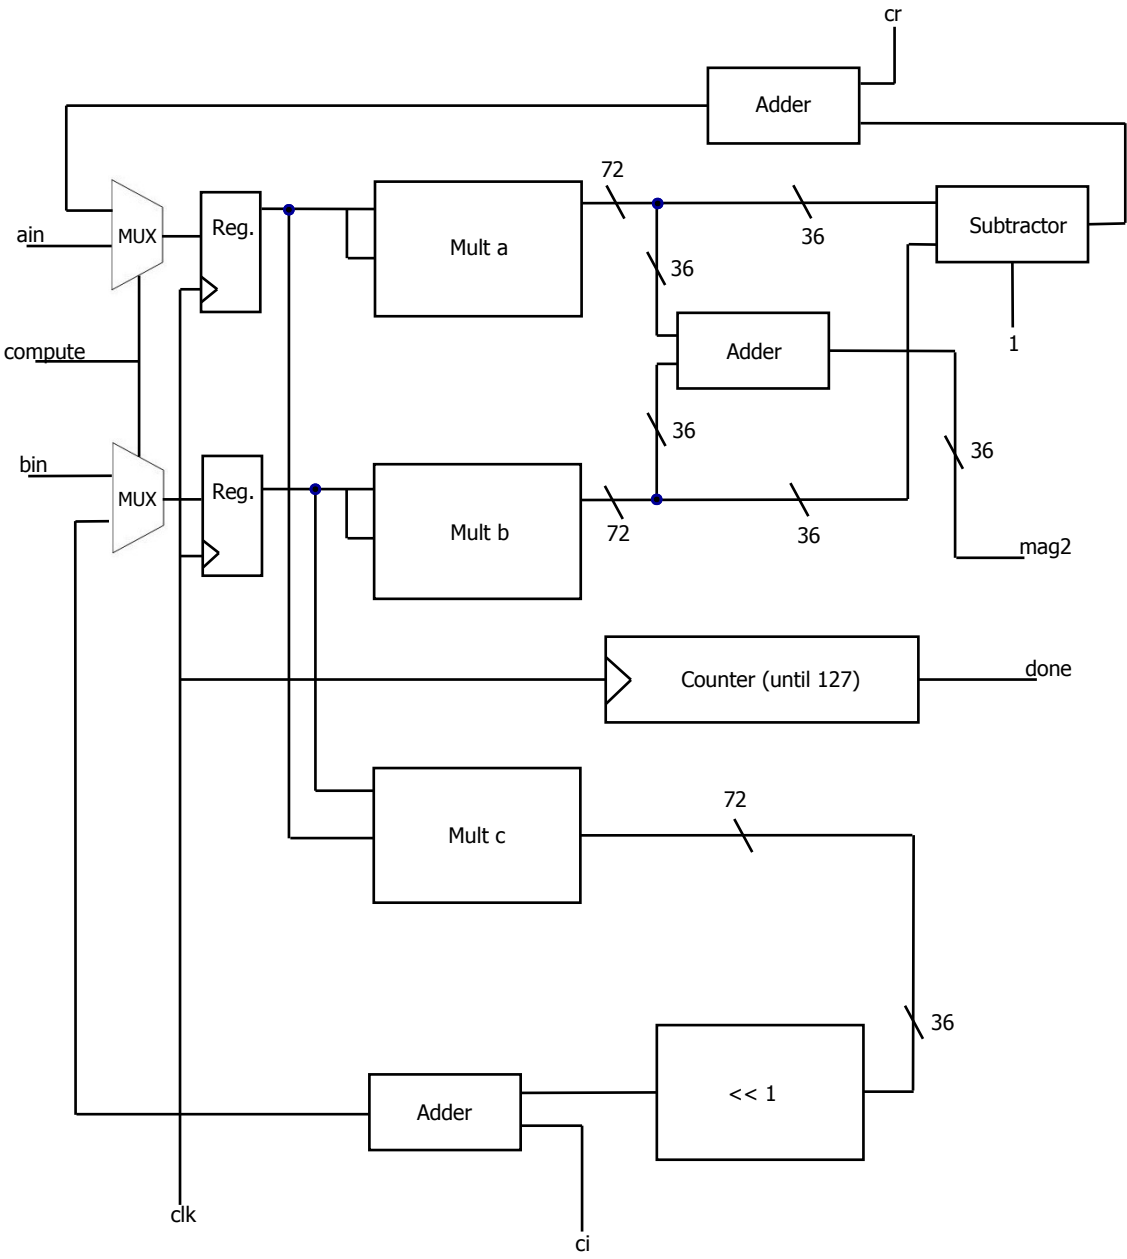 cr
Adder
72
MUX
ain
Reg.
Mult a
36
Subtractor
36
compute
Adder
1
bin
MUX
Reg.
Mult b
36
72
36
36
mag2
Counter (until 127)
done
Mult c
72
36
<< 1
Adder
clk
ci